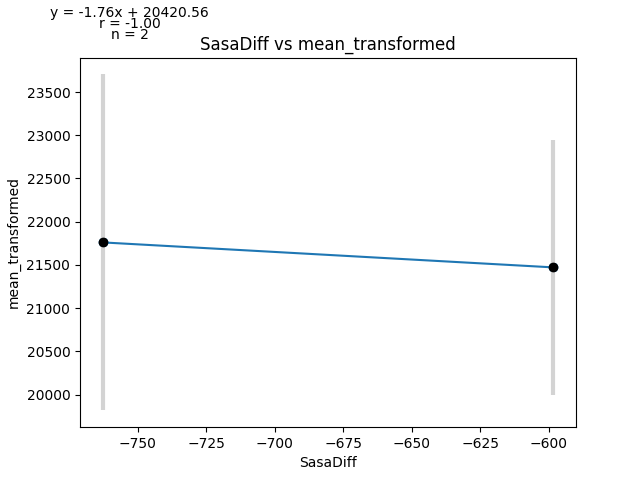 y = -1.76x + 20420.56
r = -1.00
n = 2
SasaDiff vs mean_transformed
23500
23000
22500
22000
21500
21000
20500
20000
mean_transformed
−750
−725
−700
−675
−650
−625
−600
SasaDiff